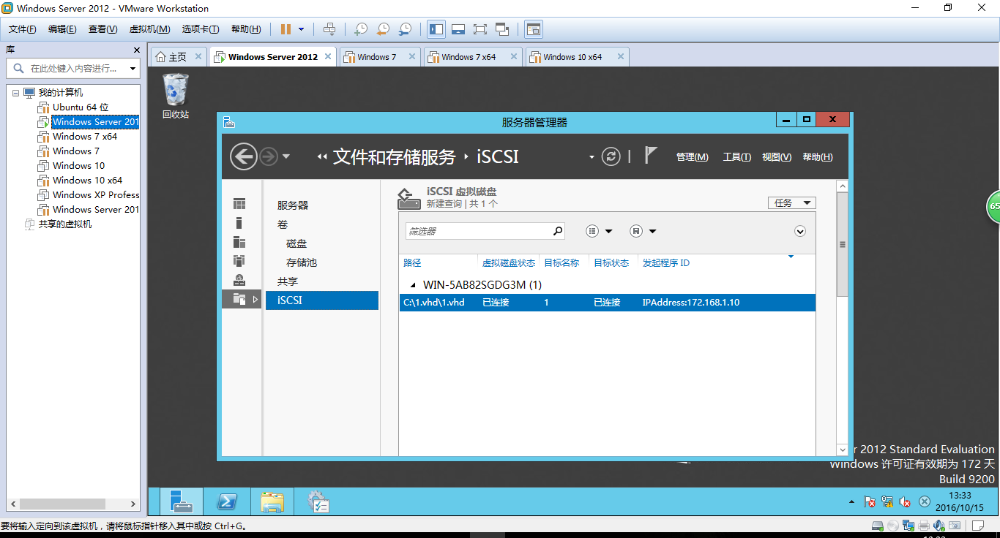 Windows Server 2012 - VMware Workstation
文件(F) 编辑(E) 查看(V) 虚拟机(M) 选项卡(T) 帮助(H)
库
在此处键入内容进行...
我的计算机
Ubuntu 64 位
Windows Server 201
Windows 7 x64
Windows 7
Windows 10
Windows 10 x64
Windows XP Profess
Windows Server 201
共享的虚拟机
主页 Windows Server 2012 Windows 7 Windows 7 x64 Windows 10 x64
回收站
服务器管理器
文件和存储服务 iSCSI
管理(M) 工具(T) 视图(V) 帮助(H)
服务器
卷
磁盘
存储池
共享
iSCSI
iSCSI 虚拟磁盘
新建查询 | 共 1 个
任务
筛选器
路径 虚拟磁盘状态 目标名称 目标状态 发起程序 ID
WIN-5AB82SGDG3M (1)
C:\1.vhd\1.vhd 已连接 1 已连接 IPAddress:172.168.1.10
65
r 2012 Standard Evaluation
Windows 许可证有效期为 172 天
Build 9200
13:33
2016/10/15
要将输入定向到该虚拟机，请将鼠标指针移入其中或按 Ctrl+G。